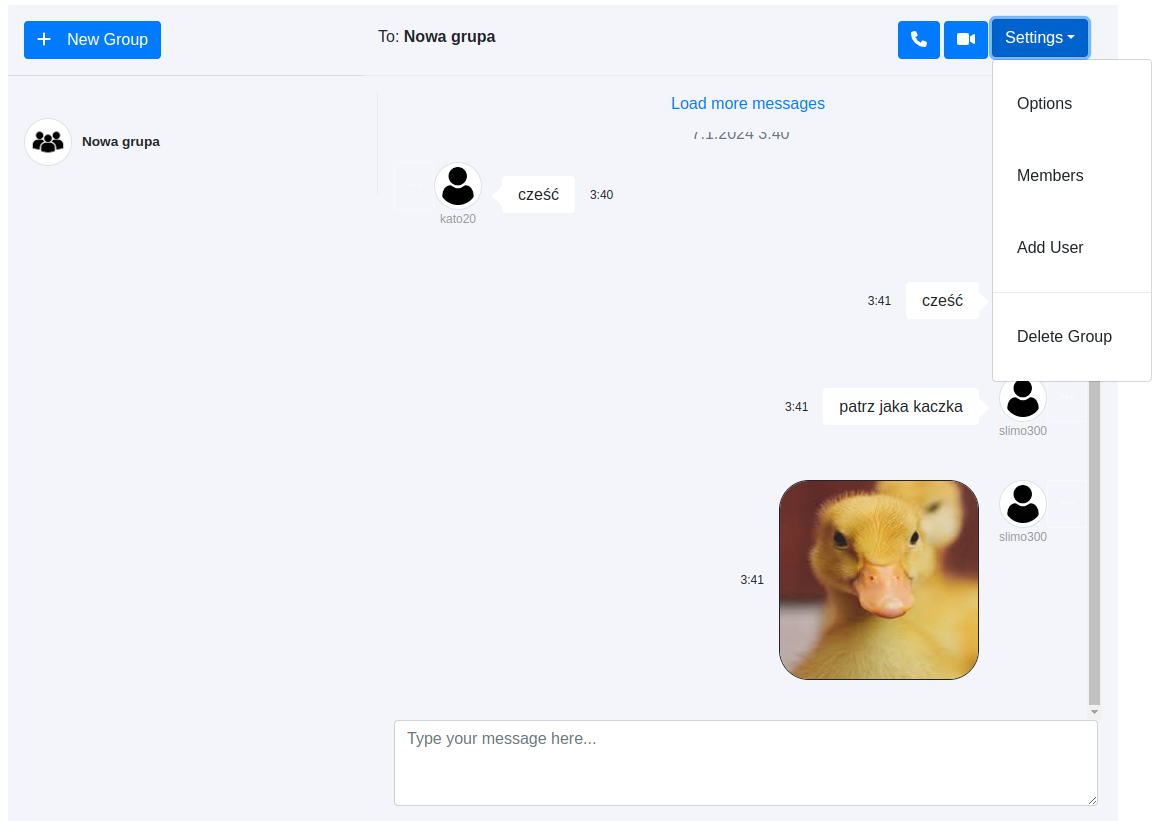 New Group
To: Nowa grupa
Settings
Options
Members
Add User
Delete Group
Nowa grupa
Load more messages
7.1.2024 3:40
cześć
3:40
kato20
3:41
cześć
3:41
patrz jaka kaczka
slimo300
3:41
slimo300
Type your message here...